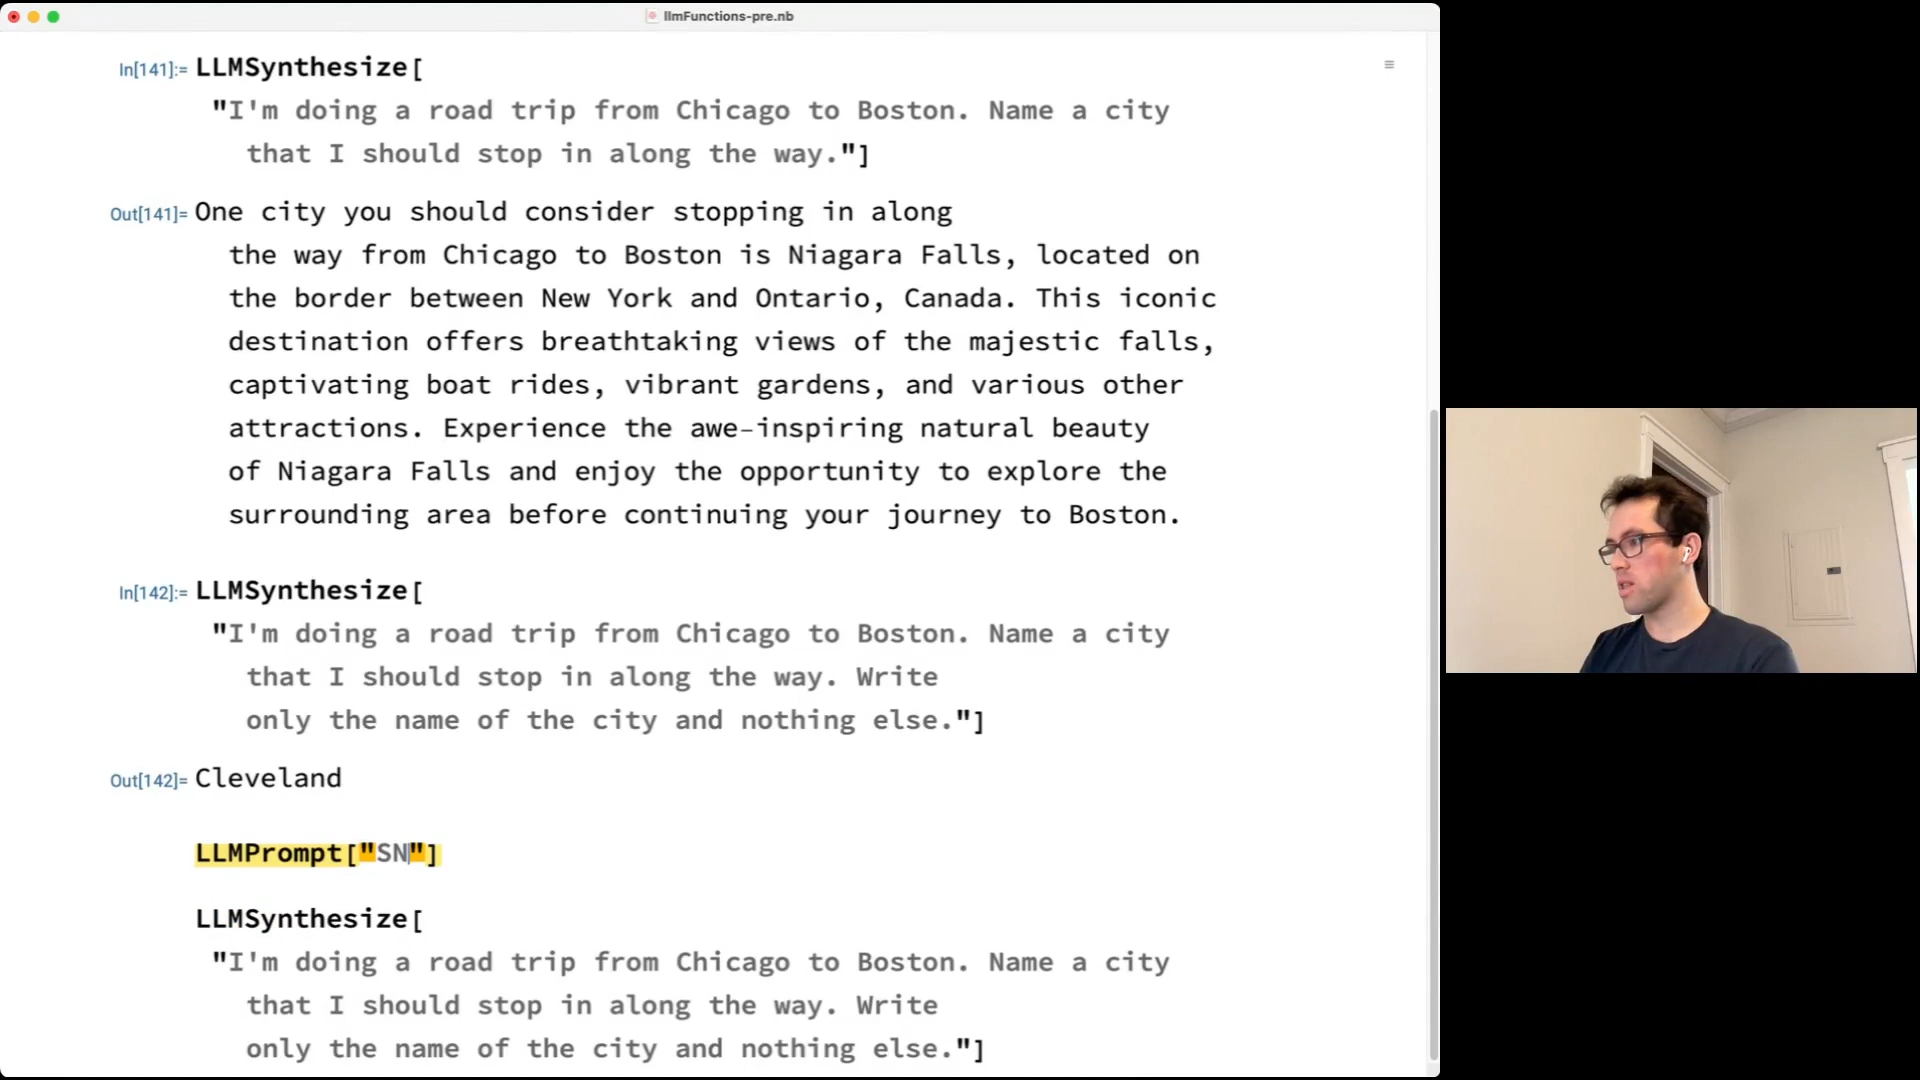 llmFunctions-pre.nb
In[141]:= LLMSynthesize[
"I'm doing a road trip from Chicago to Boston. Name a city
that I should stop in along the way."]
Out[141]= One city you should consider stopping in along
the way from Chicago to Boston is Niagara Falls, located on
the border between New York and Ontario, Canada. This iconic
destination offers breathtaking views of the majestic falls,
captivating boat rides, vibrant gardens, and various other
attractions. Experience the awe-inspiring natural beauty
of Niagara Falls and enjoy the opportunity to explore the
surrounding area before continuing your journey to Boston.
In[142]:= LLMSynthesize[
"I'm doing a road trip from Chicago to Boston. Name a city
that I should stop in along the way. Write
only the name of the city and nothing else."]
Out[142]= Cleveland
LLMPrompt["SN"]
LLMSynthesize[
"I'm doing a road trip from Chicago to Boston. Name a city
that I should stop in along the way. Write
only the name of the city and nothing else."]